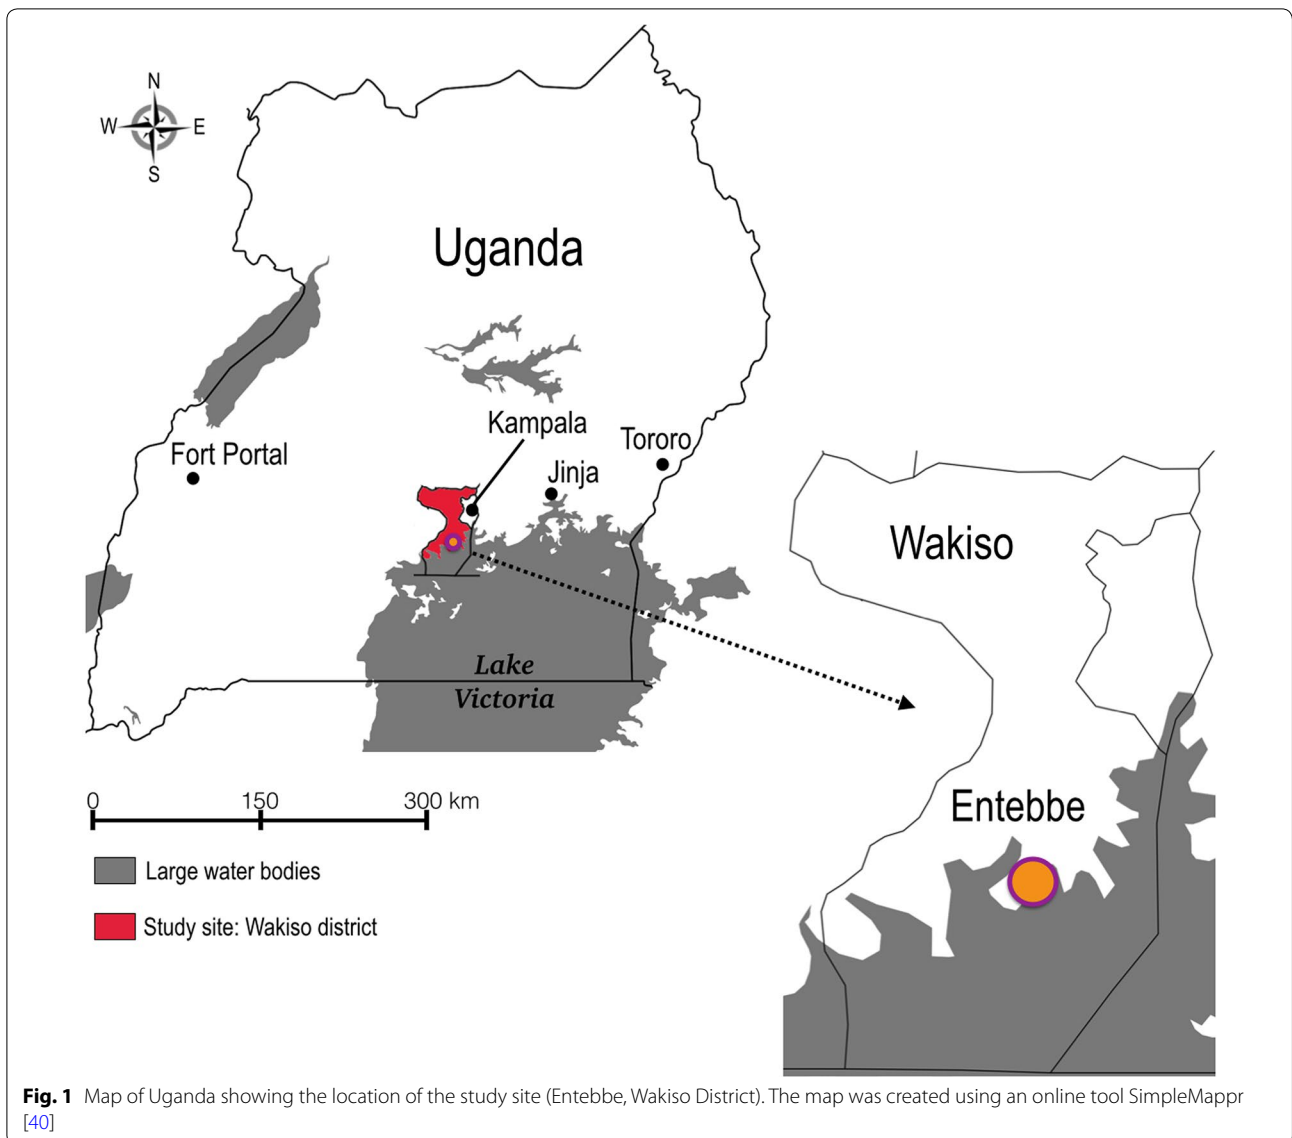 N
W E
S
Uganda
Kampala
Tororo
Fort Portal
Jinja
Wakiso
Lake
Victoria
Entebbe
0 150 300 km
Large water bodies
Study site: Wakiso district
Fig. 1 Map of Uganda showing the location of the study site (Entebbe, Wakiso District). The map was created using an online tool SimpleMappr
[40]